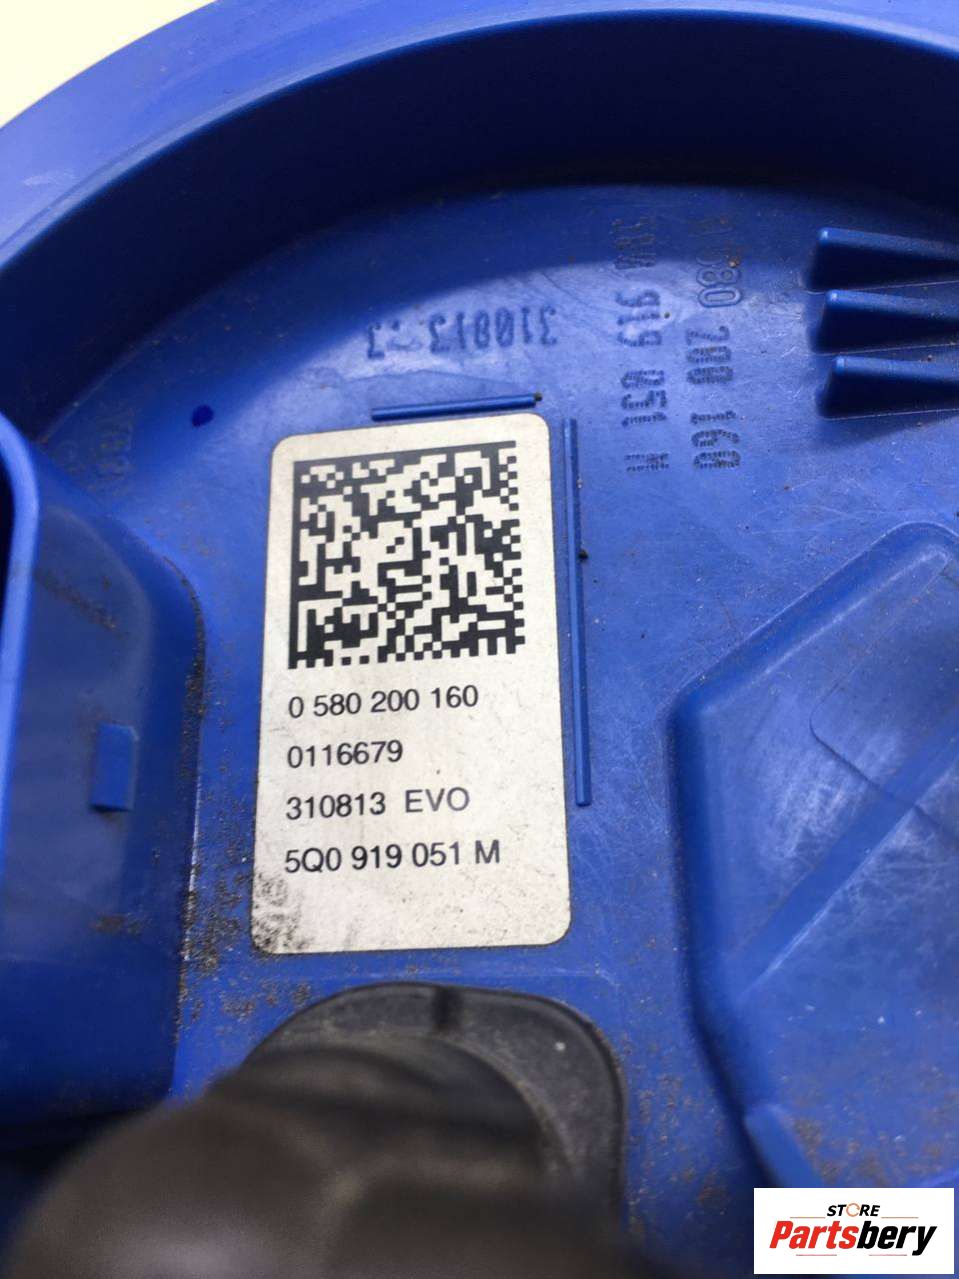 310813
0 580 200 160
0116679
310813 EVO
5Q0 919 051 M
STORE
Partsbery